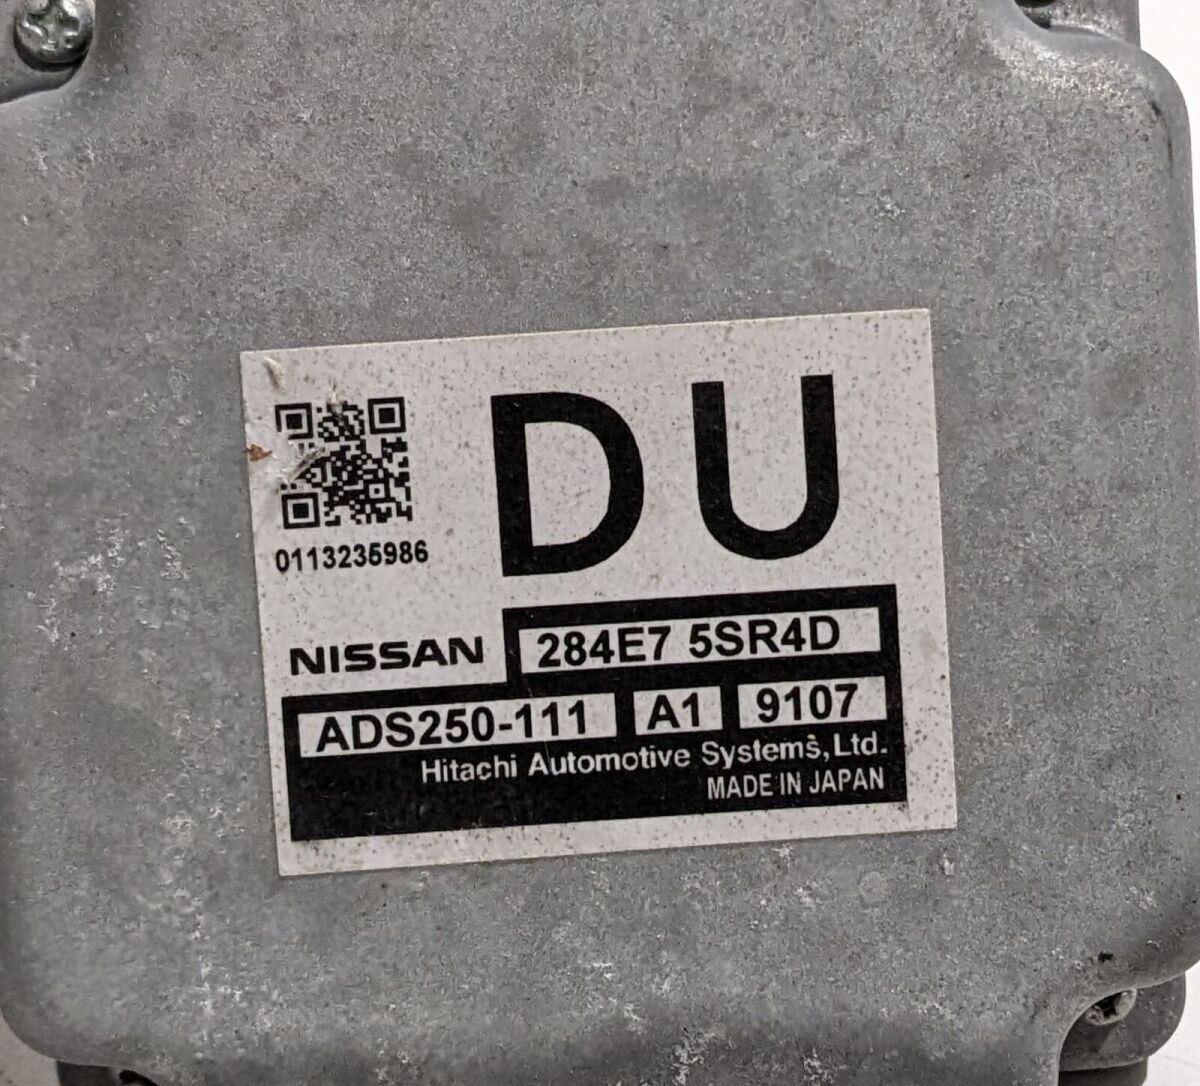 DU
0113235986
NISSAN 284E7 5SR4D
ADS250-111 A1 9107
Hitachi Automotive Systems,Ltd.
MADE IN JAPAN